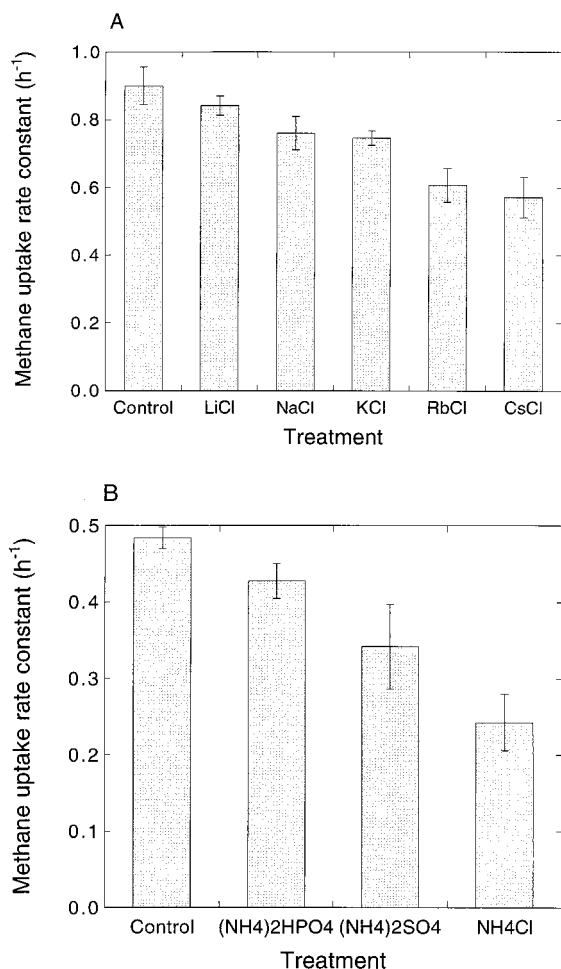 A
Methane uptake rate constant (h-1)
1.0
0.8
0.6
0.4
0.2
0.0
Control LiCl NaCl KCl RbCl CsCl
Treatment
B
Methane uptake rate constant (h-1)
0.5
0.4
0.3
0.2
0.1
0.0
Control (NH4)2HPO4 (NH4)2SO4 NH4Cl
Treatment